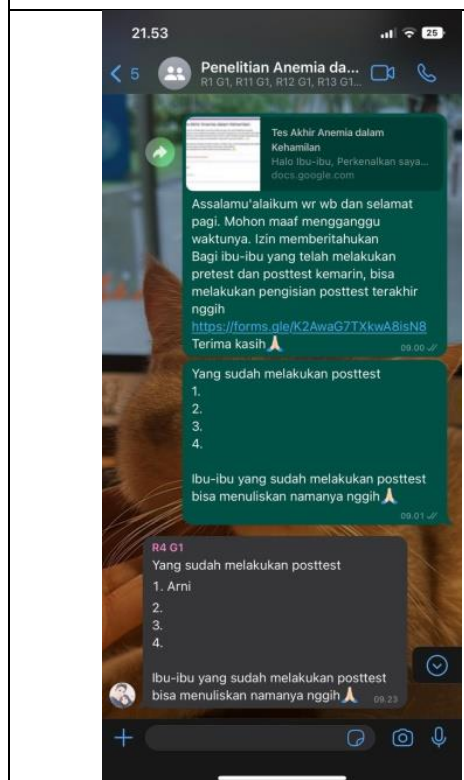 21.53
25
5
Penelitian Anemia da...
R1 G1, R11 G1, R12 G1, R13 G1...
Tes Akhir Anemia dalam
Kehamilan
Halo Ibu-ibu, Perkenalkan saya...
docs.google.com
Assalamu'alaikum wr wb dan selamat
pagi. Mohon maaf mengganggu
waktunya. Izin memberitahukan
Bagi ibu-ibu yang telah melakukan
pretest dan posttest kemarin, bisa
melakukan pengisian posttest terakhir
nggih
https://forms.gle/K2AwaG7TXkwA8isN8
Terima kasih🙏🏻
09.00
Yang sudah melakukan posttest
1.
2.
3.
4.
Ibu-ibu yang sudah melakukan posttest
bisa menuliskan namanya nggih🙏🏻
09.01
R4 G1
Yang sudah melakukan posttest
1. Arni
2.
3.
4.
Ibu-ibu yang sudah melakukan posttest
bisa menuliskan namanya nggih🙏🏻
09.23